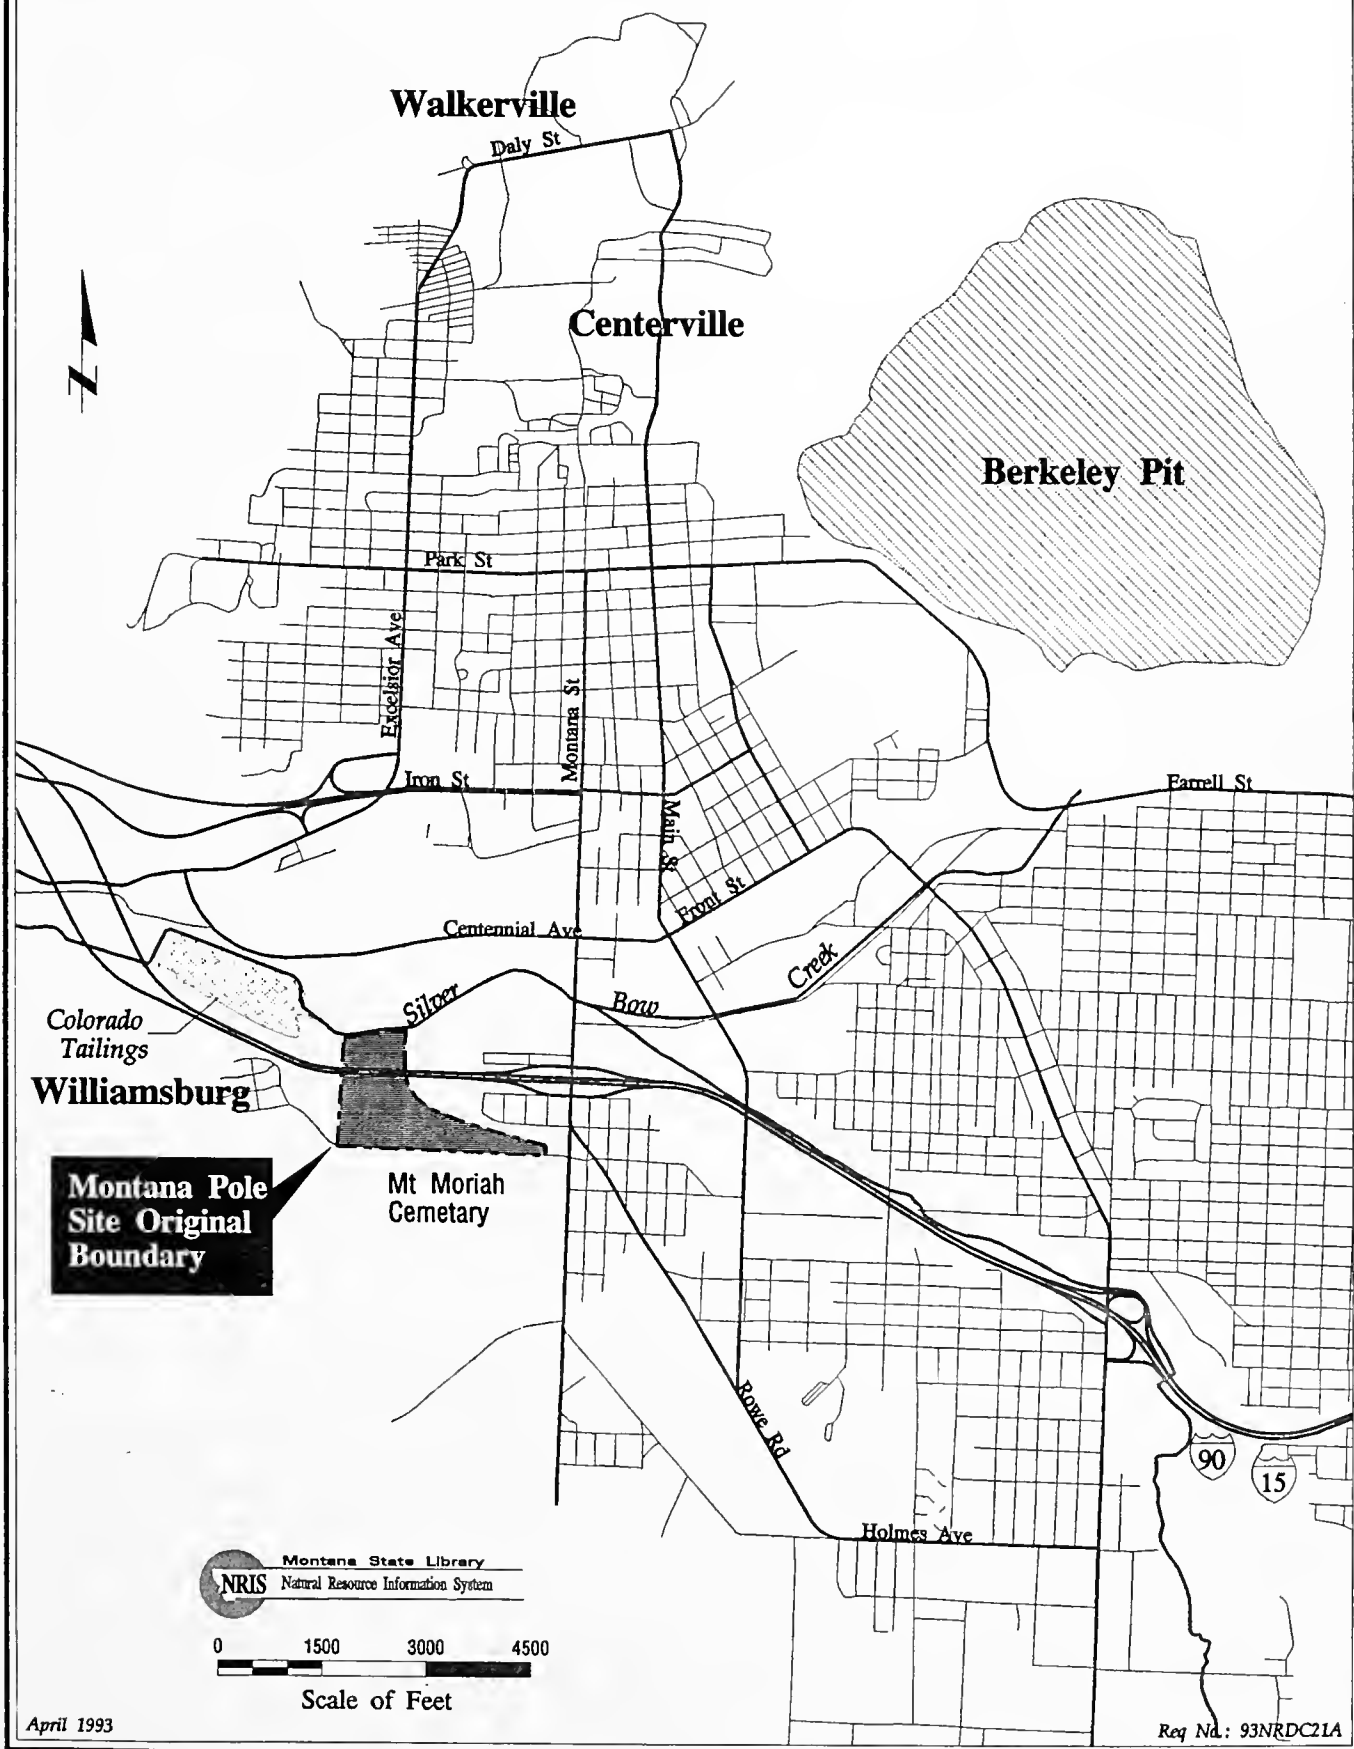 Walkerville
Daly St
Centerville
Berkeley Pit
Park St
Excelsior Ave
Montana St
Iron St
Main St
Farrell St
Front St
Centennial Ave
Creek
Silver
Bow
Colorado
Tailings
Williamsburg
Montana Pole
Site Original
Boundary
Mt Moriah
Cemetary
Rowe Rd
90
15
Holmes Ave
Montana State Library
NRIS Natural Resource Information System
0 1500 3000 4500
Scale of Feet
N
April 1993
Req No.: 93NRDC21A